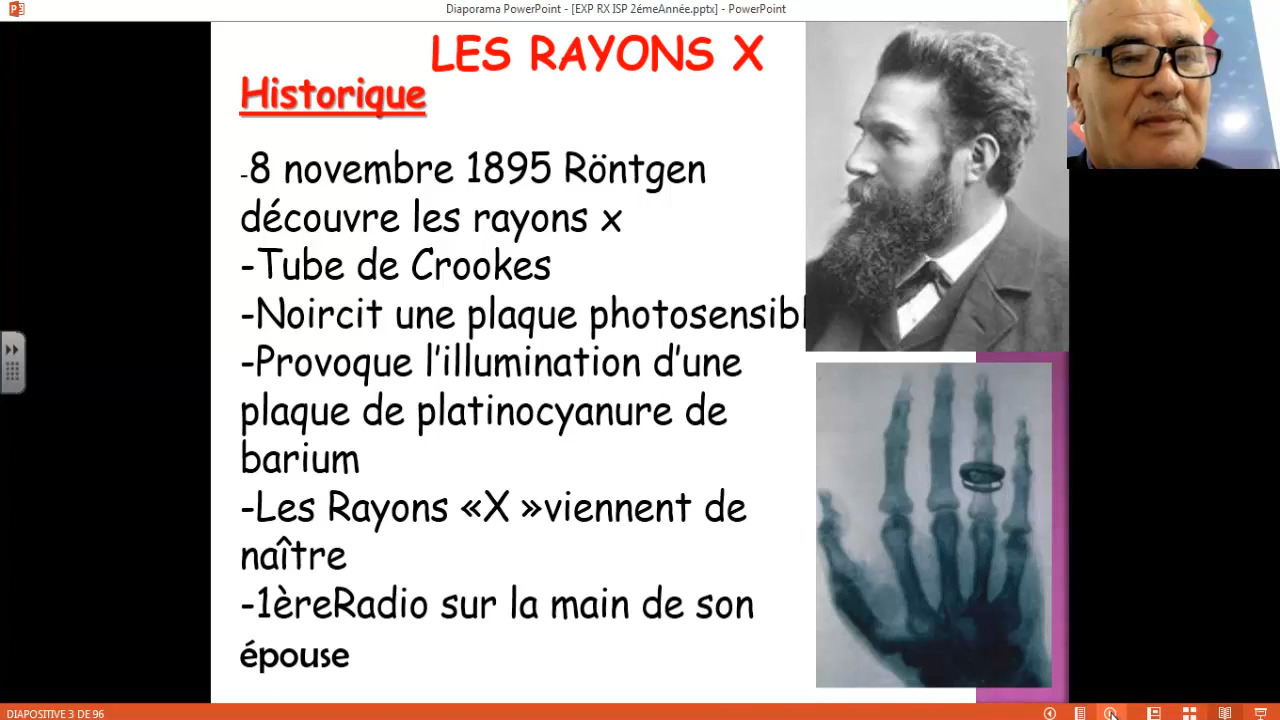 Diaporama PowerPoint - [EXP RX ISP 2émeAnnée.pptx] - PowerPoint
LES RAYONS X
Historique
-8 novembre 1895 Röntgen
découvre les rayons x
-Tube de Crookes
-Noircit une plaque photosensibl
-Provoque l’illumination d’une
plaque de platinocyanure de
barium
-Les Rayons «X »viennent de
naître
-1èreRadio sur la main de son
épouse
DIAPOSITIVE 3 DE 96